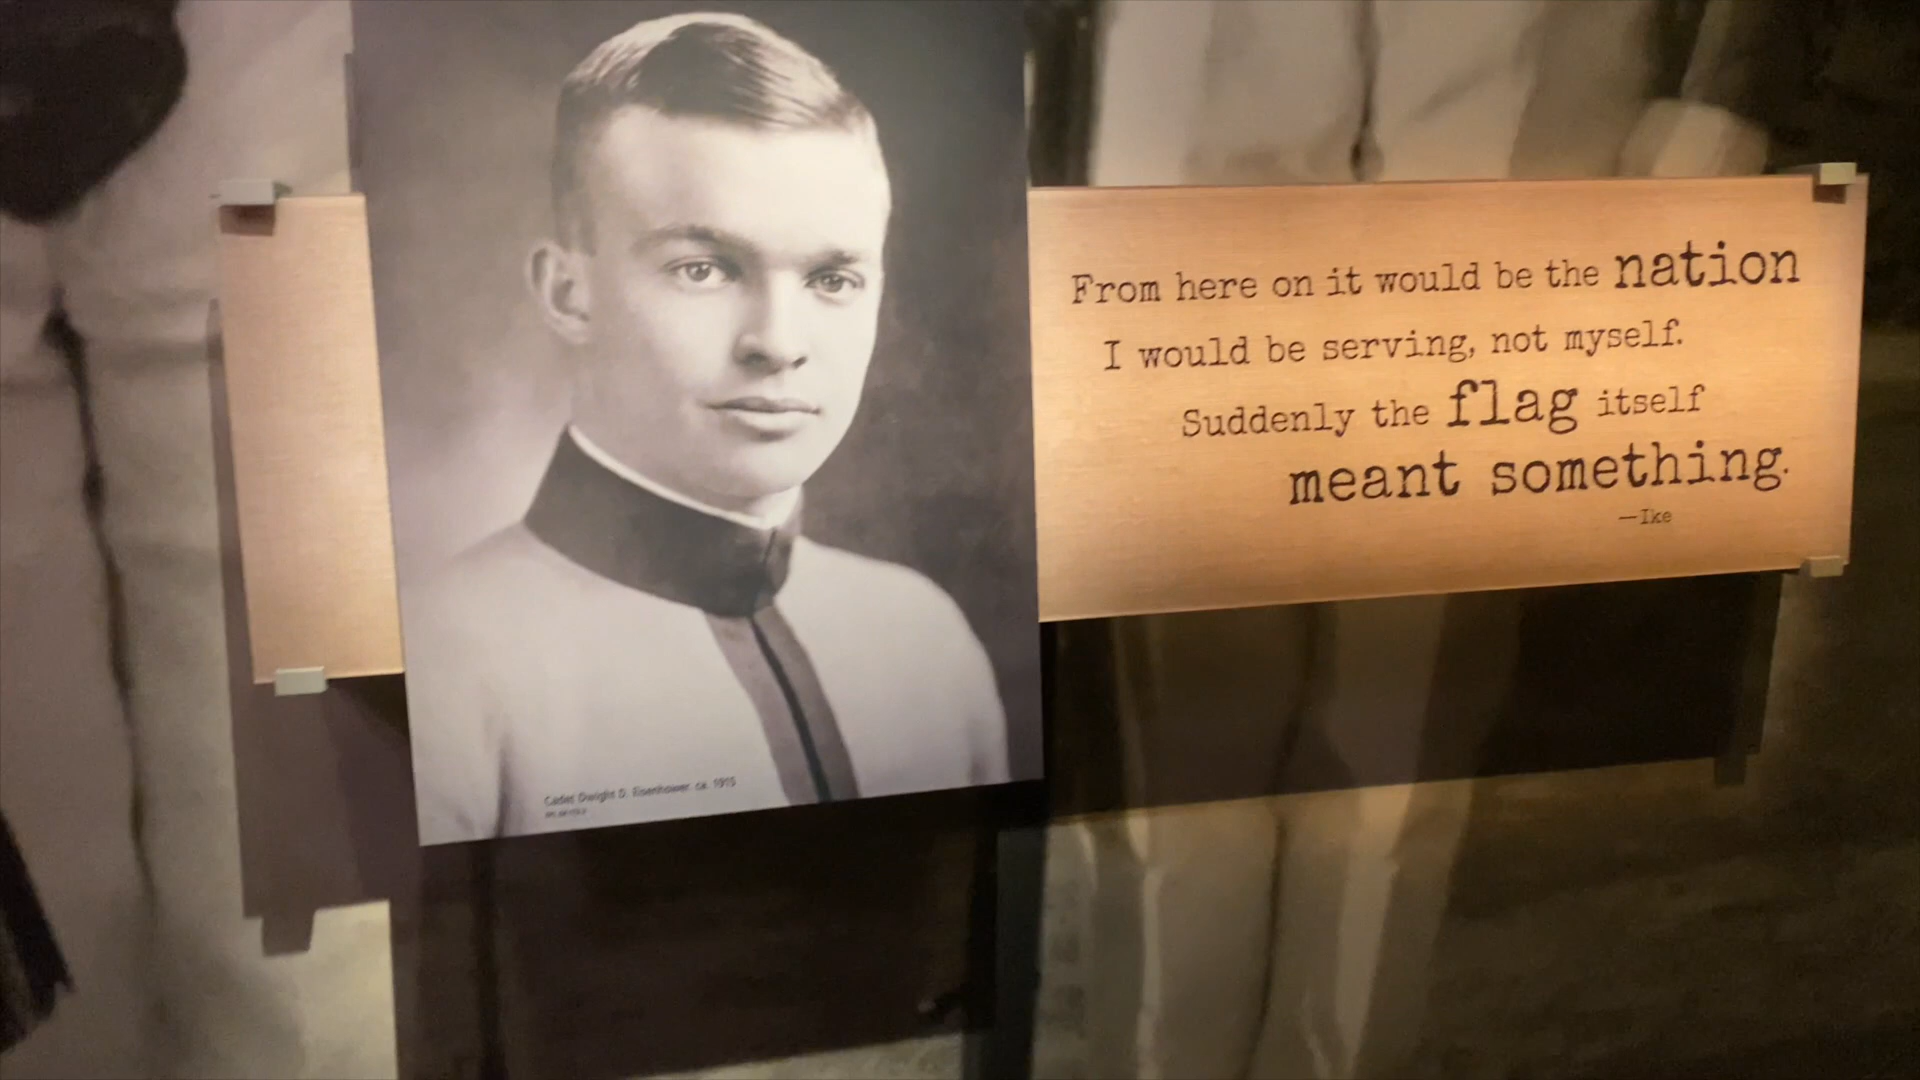 From here on it would be the nation
I would be serving, not myself.
Suddenly the flag itself
meant something.
—Ike
Cadet Dwight D. Eisenhower, ca. 1915